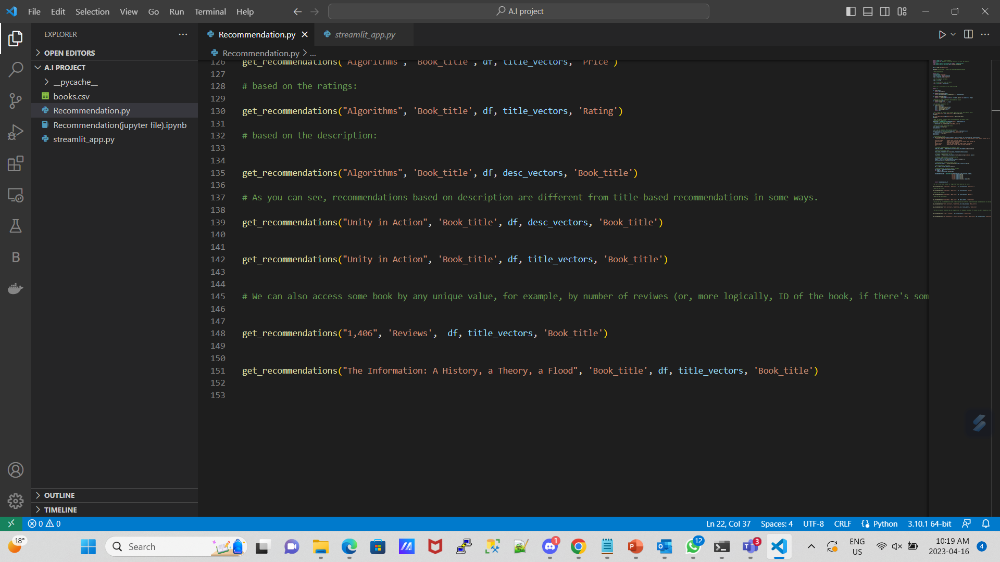 File Edit Selection View Go Run Terminal Help
A.I project
EXPLORER
OPEN EDITORS
A.I PROJECT
__pycache__
books.csv
Recommendation.py
Recommendation(jupyter file).ipynb
streamlit_app.py
OUTLINE
TIMELINE
Recommendation.py streamlit_app.py
Recommendation.py > ...
126 get_recommendations("Algorithms", 'Book_title', df, title_vectors, 'Price')
127
128 # based on the ratings:
129
130 get_recommendations("Algorithms", 'Book_title', df, title_vectors, 'Rating')
131
132 # based on the description:
133
134
135 get_recommendations("Algorithms", 'Book_title', df, desc_vectors, 'Book_title')
136
137 # As you can see, recommendations based on description are different from title-based recommendations in some ways.
138
139 get_recommendations("Unity in Action", 'Book_title', df, desc_vectors, 'Book_title')
140
141
142 get_recommendations("Unity in Action", 'Book_title', df, title_vectors, 'Book_title')
143
144
145 # We can also access some book by any unique value, for example, by number of reviwes (or, more logically, ID of the book, if there's som
146
147
148 get_recommendations("1,406", 'Reviews',  df, title_vectors, 'Book_title')
149
150
151 get_recommendations("The Information: A History, a Theory, a Flood", 'Book_title', df, title_vectors, 'Book_title')
152
153
0 0
Ln 22, Col 37 Spaces: 4 UTF-8 CRLF Python 3.10.1 64-bit
18°
Search
1
12
3
ENG
US
10:19 AM
2023-04-16
4